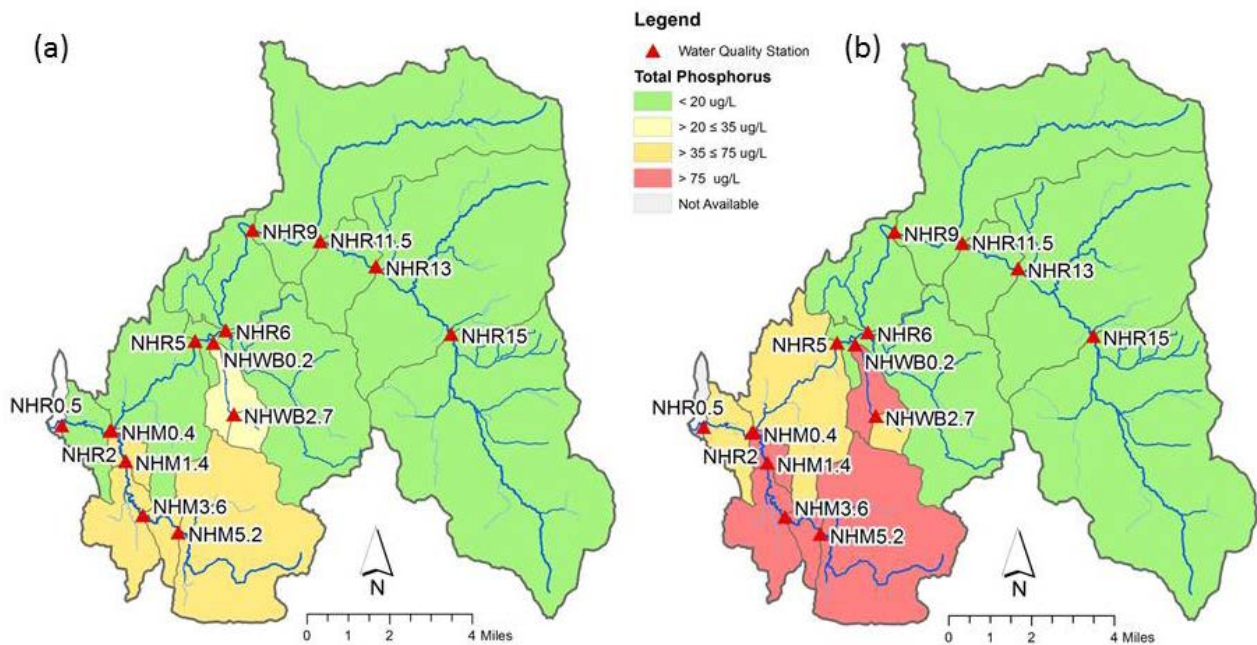 (a)
NHR9
NHR11.5
NHR13
NHR6
NHR5
NHR15
NHWB0.2
NHR0.5
NHWB2.7
NHM0.4
NHR2
NHM1.4
NHM3.6
NHM5.2
N
0 1 2 4 Miles
Legend
Water Quality Station
Total Phosphorus
< 20 ug/L
> 20 ≤ 35 ug/L
> 35 ≤ 75 ug/L
> 75 ug/L
Not Available
(b)
NHR9
NHR11.5
NHR13
NHR6
NHR5
NHR15
NHWB0.2
NHR0.5
NHWB2.7
NHM0.4
NHR2
NHM1.4
NHM3.6
NHM5.2
N
0 1 2 4 Miles